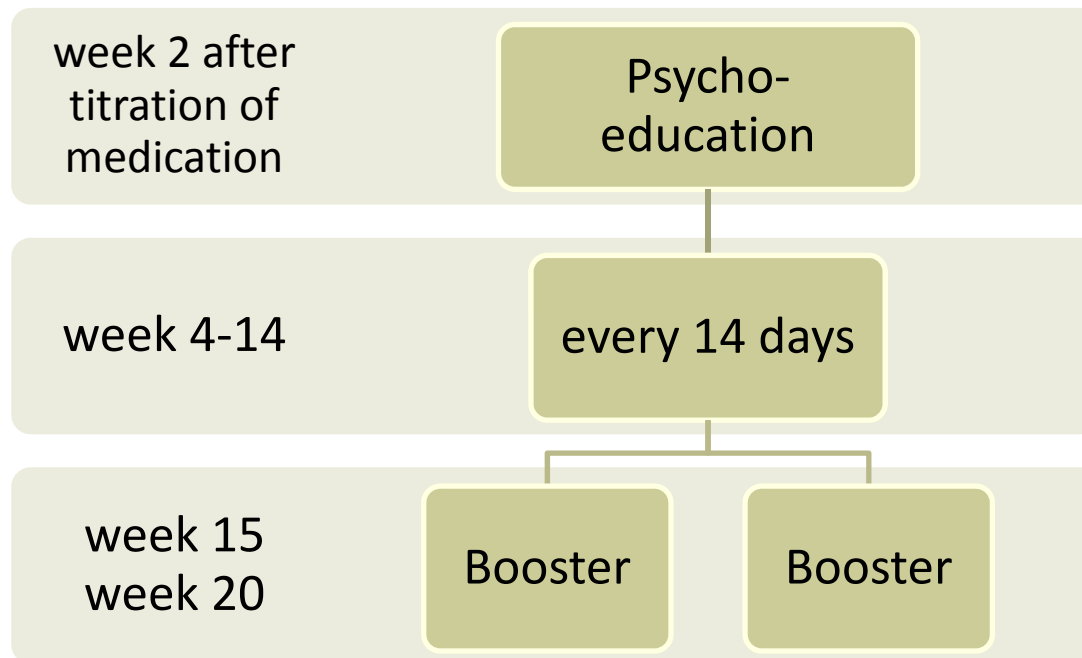 week 2 after
titration of
medication
Psycho-
education
week 4-14
every 14 days
week 15
week 20
Booster
Booster